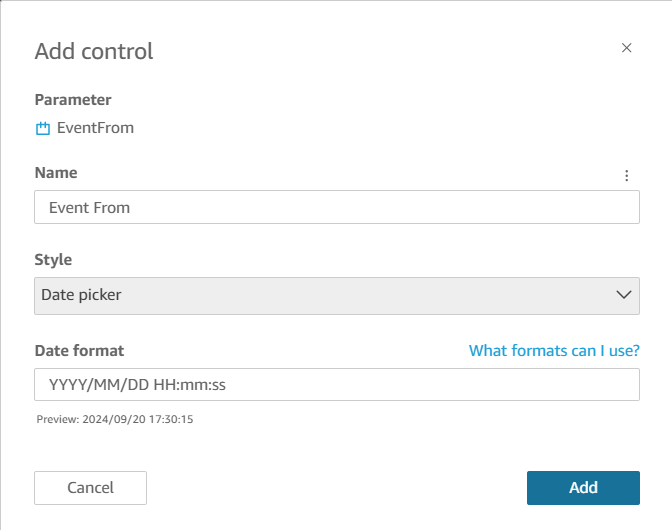 Add control
Parameter
EventFrom
Name
Event From
Style
Date picker
Date format What formats can I use?
YYYY/MM/DD HH:mm:ss
Preview: 2024/09/20 17:30:15
Cancel Add